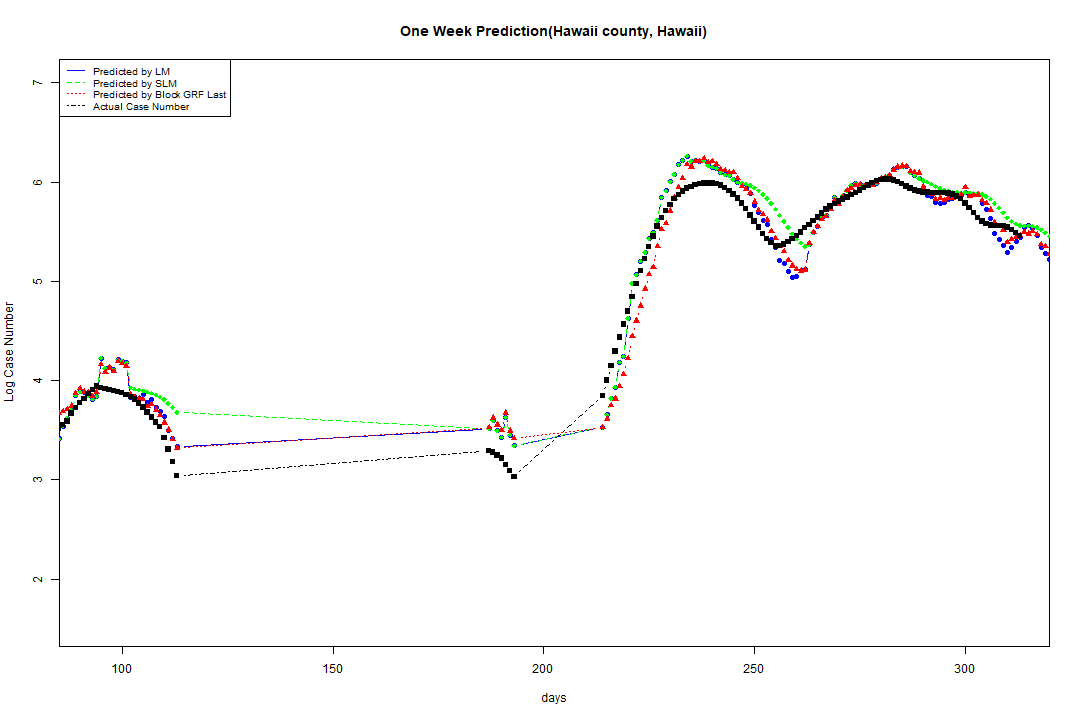 One Week Prediction(Hawaii county, Hawaii)
Predicted by LM
Predicted by SLM
Predicted by Block GRF Last
Actual Case Number
7
6
5
4
3
2
Log Case Number
100 150 200 250 300
days